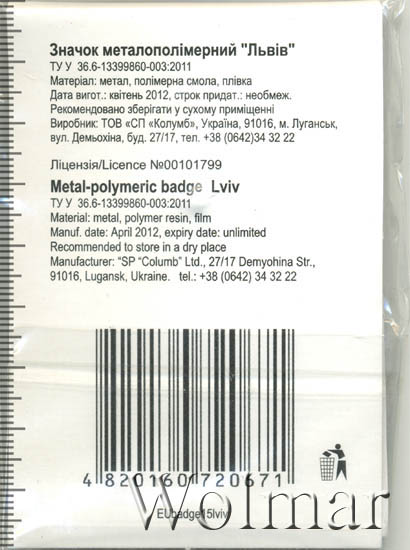 Значок металополімерний "Львів"
ТУ У 36.6-13399860-003:2011
Матеріал: метал, полімерна смола, плівка
Дата вигот.: квітень 2012, строк придат.: необмеж.
Рекомендовано зберігати у сухому приміщенні
Виробник: ТОВ «СП «Колумб», Україна, 91016, м. Луганськ,
вул. Демьохіна, буд. 27/17, тел. +38 (0642)34 32 22
Ліцензія/Licence №00101799
Metal-polymeric badge Lviv
ТУ У 36.6-13399860-003:2011
Material: metal, polymer resin, film
Manuf. date: April 2012, expiry date: unlimited
Recommended to store in a dry place
Manufacturer: “SP “Columb” Ltd., 27/17 Demyohina Str.,
91016, Lugansk, Ukraine. tel.: +38 (0642) 34 32 22
4 820160 720671
EUbadge15lviv
Wolmar